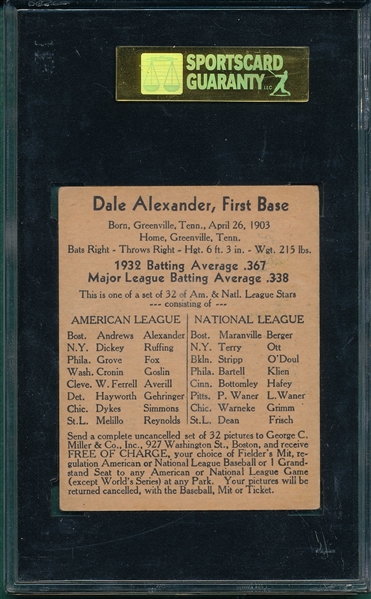 SPORTSCARD
GUARANTY LLC
Dale Alexander, First Base
Born, Greenville, Tenn., April 26, 1903
Home, Greenville, Tenn.
Bats Right - Throws Right - Hgt. 6 ft. 3 in. - Wgt. 215 lbs.
1932 Batting Average .367
Major League Batting Average .338
This is one of a set of 32 of Am. & Natl. League Stars
--- consisting of ---
AMERICAN LEAGUE NATIONAL LEAGUE
Bost. Andrews Alexander Bost. Maranville Berger
N.Y. Dickey Ruffing N.Y. Terry Ott
Phila. Grove Fox Bkln. Stripp O'Doul
Wash. Cronin Goslin Phila. Bartell Klien
Cleve. W. Ferrell Averill Cinn. Bottomley Hafey
Det. Hayworth Gehringer Pitts. P. Waner L. Waner
Chic. Dykes Simmons Chic. Warneke Grimm
St.L. Melillo Reynolds St.L. Dean Frisch
Send a complete uncancelled set of 32 pictures to George C.
Miller & Co., Inc., 927 Washington St., Boston, and receive
FREE OF CHARGE, your choice of Fielder's Mit, re-
gulation American or National League Baseball or 1 Grand-
stand Seat to any American or National League Game
(except World's Series) at any Park. Your pictures will be
returned cancelled, with the Baseball, Mit or Ticket.